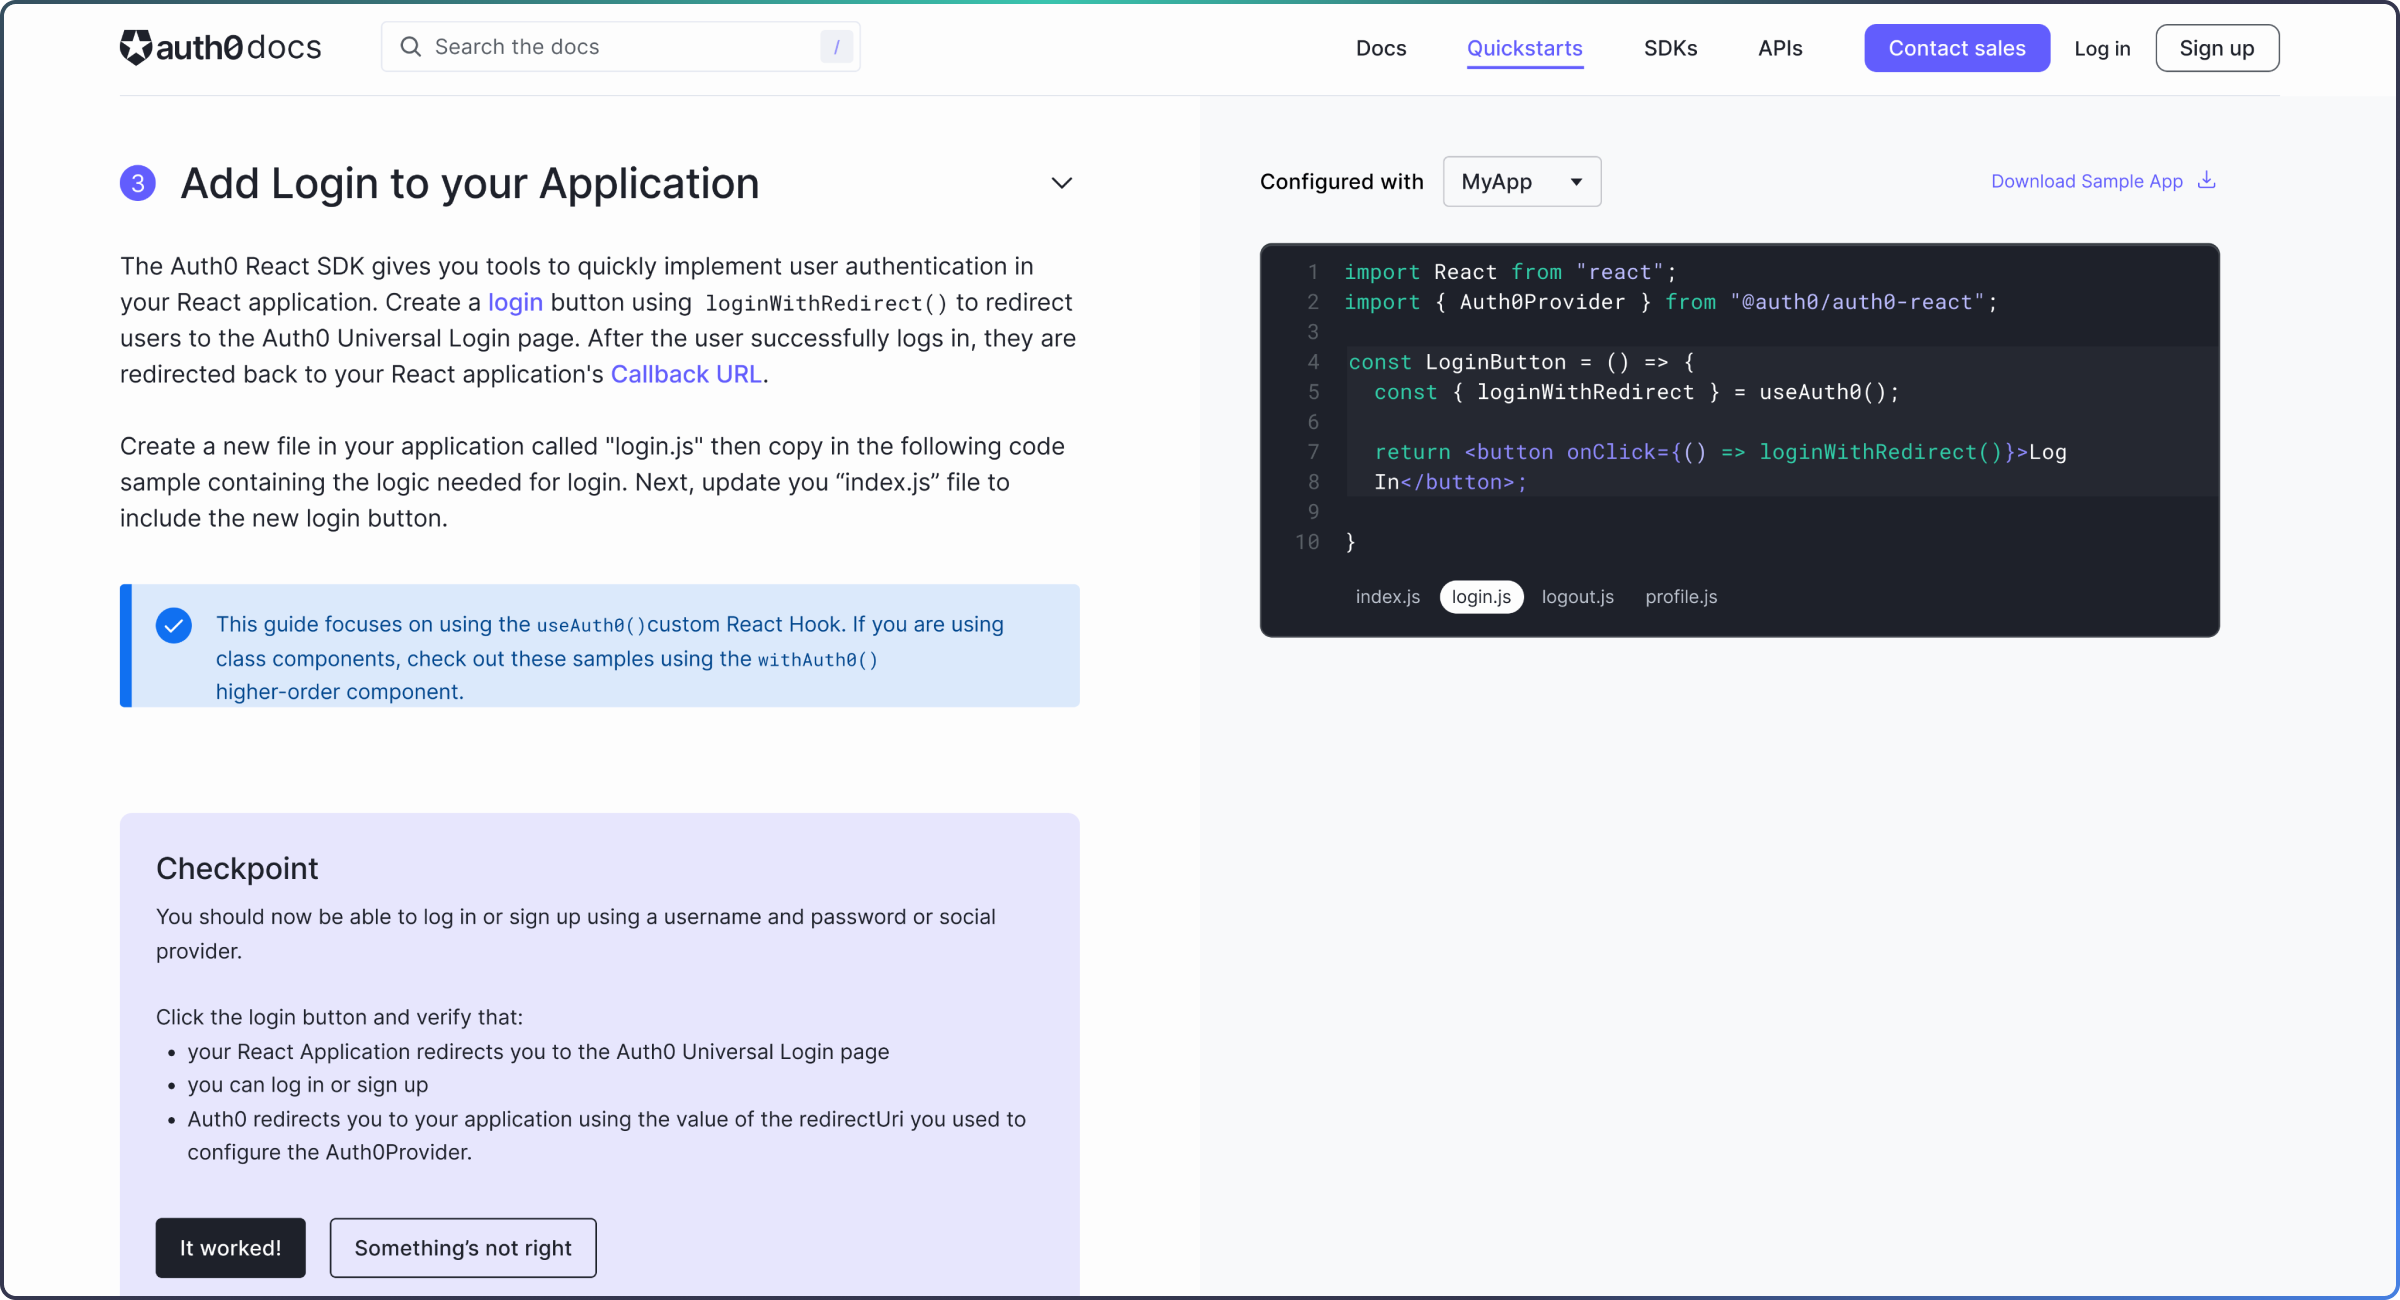 auth0 docs
Search the docs
/
Docs
Quickstarts
SDKs
APIs
Contact sales
Log in
Sign up
3
Add Login to your Application
The Auth0 React SDK gives you tools to quickly implement user authentication in
your React application. Create a login button using loginWithRedirect() to redirect
users to the Auth0 Universal Login page. After the user successfully logs in, they are
redirected back to your React application's Callback URL.
Create a new file in your application called "login.js" then copy in the following code
sample containing the logic needed for login. Next, update you “index.js” file to
include the new login button.
This guide focuses on using the useAuth0()custom React Hook. If you are using
class components, check out these samples using the withAuth0()
higher-order component.
Checkpoint
You should now be able to log in or sign up using a username and password or social
provider.
Click the login button and verify that:
• your React Application redirects you to the Auth0 Universal Login page
• you can log in or sign up
• Auth0 redirects you to your application using the value of the redirectUri you used to
configure the Auth0Provider.
It worked!
Something’s not right
Configured with
MyApp
Download Sample App
1 import React from "react";
2 import { Auth0Provider } from "@auth0/auth0-react";
3
4 const LoginButton = () => {
5 const { loginWithRedirect } = useAuth0();
6
7 return <button onClick={() => loginWithRedirect()}>Log
8 In</button>;
9
10 }
index.js
login.js
logout.js
profile.js